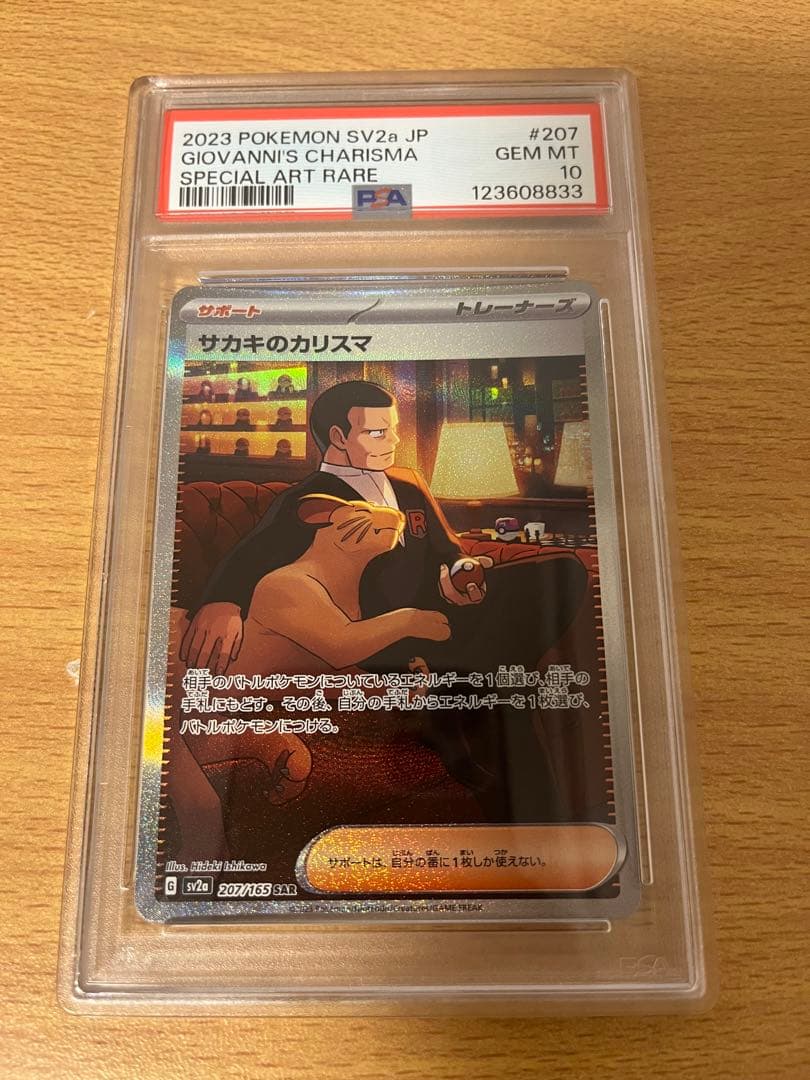 2023 POKEMON SV2a JP #207
GIOVANNI'S CHARISMA GEM MT
SPECIAL ART RARE 10
PSA 123608833
サポート トレーナーズ
サカキのカリスマ
R
相手のバトルポケモンについているエネルギーを1個選び、相手の
手札にもどす。その後、自分の手札からエネルギーを1枚選び、
バトルポケモンにつける。
サポートは、自分の番に1枚しか使えない。
Illus. Hideki Ishikawa
G sv2a 207/165 SAR
/Creatures/GAME FREAK
PSA